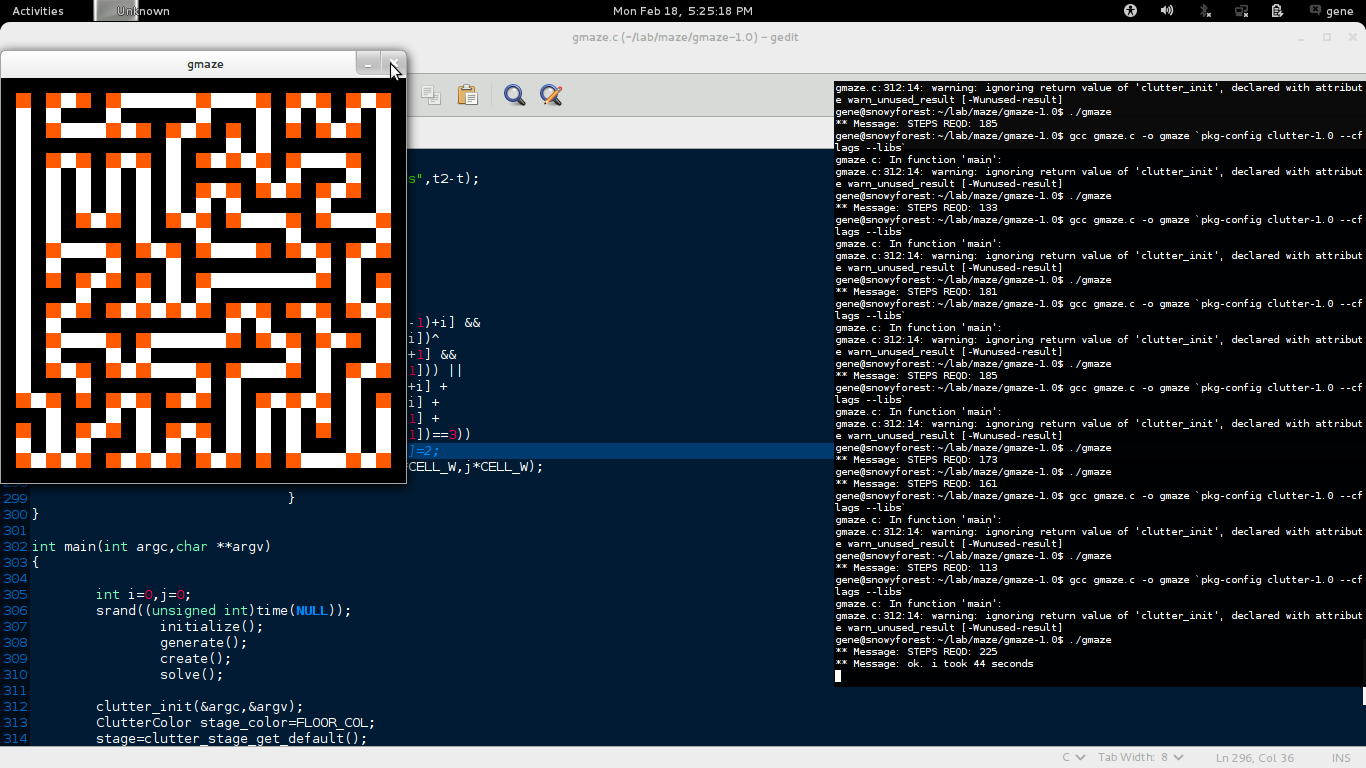 Activities
Unknown
Mon Feb 18, 5:25:18 PM
gene
gmaze.c (~/lab/maze/gmaze-1.0) – gedit
gmaze
s",t2-t);
-1)+i] &&
i])^
+1] &&
1])) ||
+i] +
i] +
1] +
1])==3))
]=2;
CELL_W,j*CELL_W);
299 }
300 }
301
302 int main(int argc,char **argv)
303 {
304
305 int i=0,j=0;
306 srand((unsigned int)time(NULL));
307 initialize();
308 generate();
309 create();
310 solve();
311
312 clutter_init(&argc,&argv);
313 ClutterColor stage_color=FLOOR_COL;
314 stage=clutter_stage_get_default();
gmaze.c:312:14: warning: ignoring return value of 'clutter_init', declared with attribut
e warn_unused_result [-Wunused-result]
gene@snowyforest:~/lab/maze/gmaze-1.0$ ./gmaze
** Message: STEPS REQD: 185
gene@snowyforest:~/lab/maze/gmaze-1.0$ gcc gmaze.c -o gmaze `pkg-config clutter-1.0 --cf
lags --libs`
gmaze.c: In function 'main':
gmaze.c:312:14: warning: ignoring return value of 'clutter_init', declared with attribut
e warn_unused_result [-Wunused-result]
gene@snowyforest:~/lab/maze/gmaze-1.0$ ./gmaze
** Message: STEPS REQD: 133
gene@snowyforest:~/lab/maze/gmaze-1.0$ gcc gmaze.c -o gmaze `pkg-config clutter-1.0 --cf
lags --libs`
gmaze.c: In function 'main':
gmaze.c:312:14: warning: ignoring return value of 'clutter_init', declared with attribut
e warn_unused_result [-Wunused-result]
gene@snowyforest:~/lab/maze/gmaze-1.0$ ./gmaze
** Message: STEPS REQD: 181
gene@snowyforest:~/lab/maze/gmaze-1.0$ gcc gmaze.c -o gmaze `pkg-config clutter-1.0 --cf
lags --libs`
gmaze.c: In function 'main':
gmaze.c:312:14: warning: ignoring return value of 'clutter_init', declared with attribut
e warn_unused_result [-Wunused-result]
gene@snowyforest:~/lab/maze/gmaze-1.0$ ./gmaze
** Message: STEPS REQD: 185
gene@snowyforest:~/lab/maze/gmaze-1.0$ gcc gmaze.c -o gmaze `pkg-config clutter-1.0 --cf
lags --libs`
gmaze.c: In function 'main':
gmaze.c:312:14: warning: ignoring return value of 'clutter_init', declared with attribut
e warn_unused_result [-Wunused-result]
gene@snowyforest:~/lab/maze/gmaze-1.0$ ./gmaze
** Message: STEPS REQD: 173
gene@snowyforest:~/lab/maze/gmaze-1.0$ ./gmaze
** Message: STEPS REQD: 161
gene@snowyforest:~/lab/maze/gmaze-1.0$ gcc gmaze.c -o gmaze `pkg-config clutter-1.0 --cf
lags --libs`
gmaze.c: In function 'main':
gmaze.c:312:14: warning: ignoring return value of 'clutter_init', declared with attribut
e warn_unused_result [-Wunused-result]
gene@snowyforest:~/lab/maze/gmaze-1.0$ ./gmaze
** Message: STEPS REQD: 113
gene@snowyforest:~/lab/maze/gmaze-1.0$ gcc gmaze.c -o gmaze `pkg-config clutter-1.0 --cf
lags --libs`
gmaze.c: In function 'main':
gmaze.c:312:14: warning: ignoring return value of 'clutter_init', declared with attribut
e warn_unused_result [-Wunused-result]
gene@snowyforest:~/lab/maze/gmaze-1.0$ ./gmaze
** Message: STEPS REQD: 225
** Message: ok. i took 44 seconds
C
Tab Width: 8
Ln 296, Col 36
INS